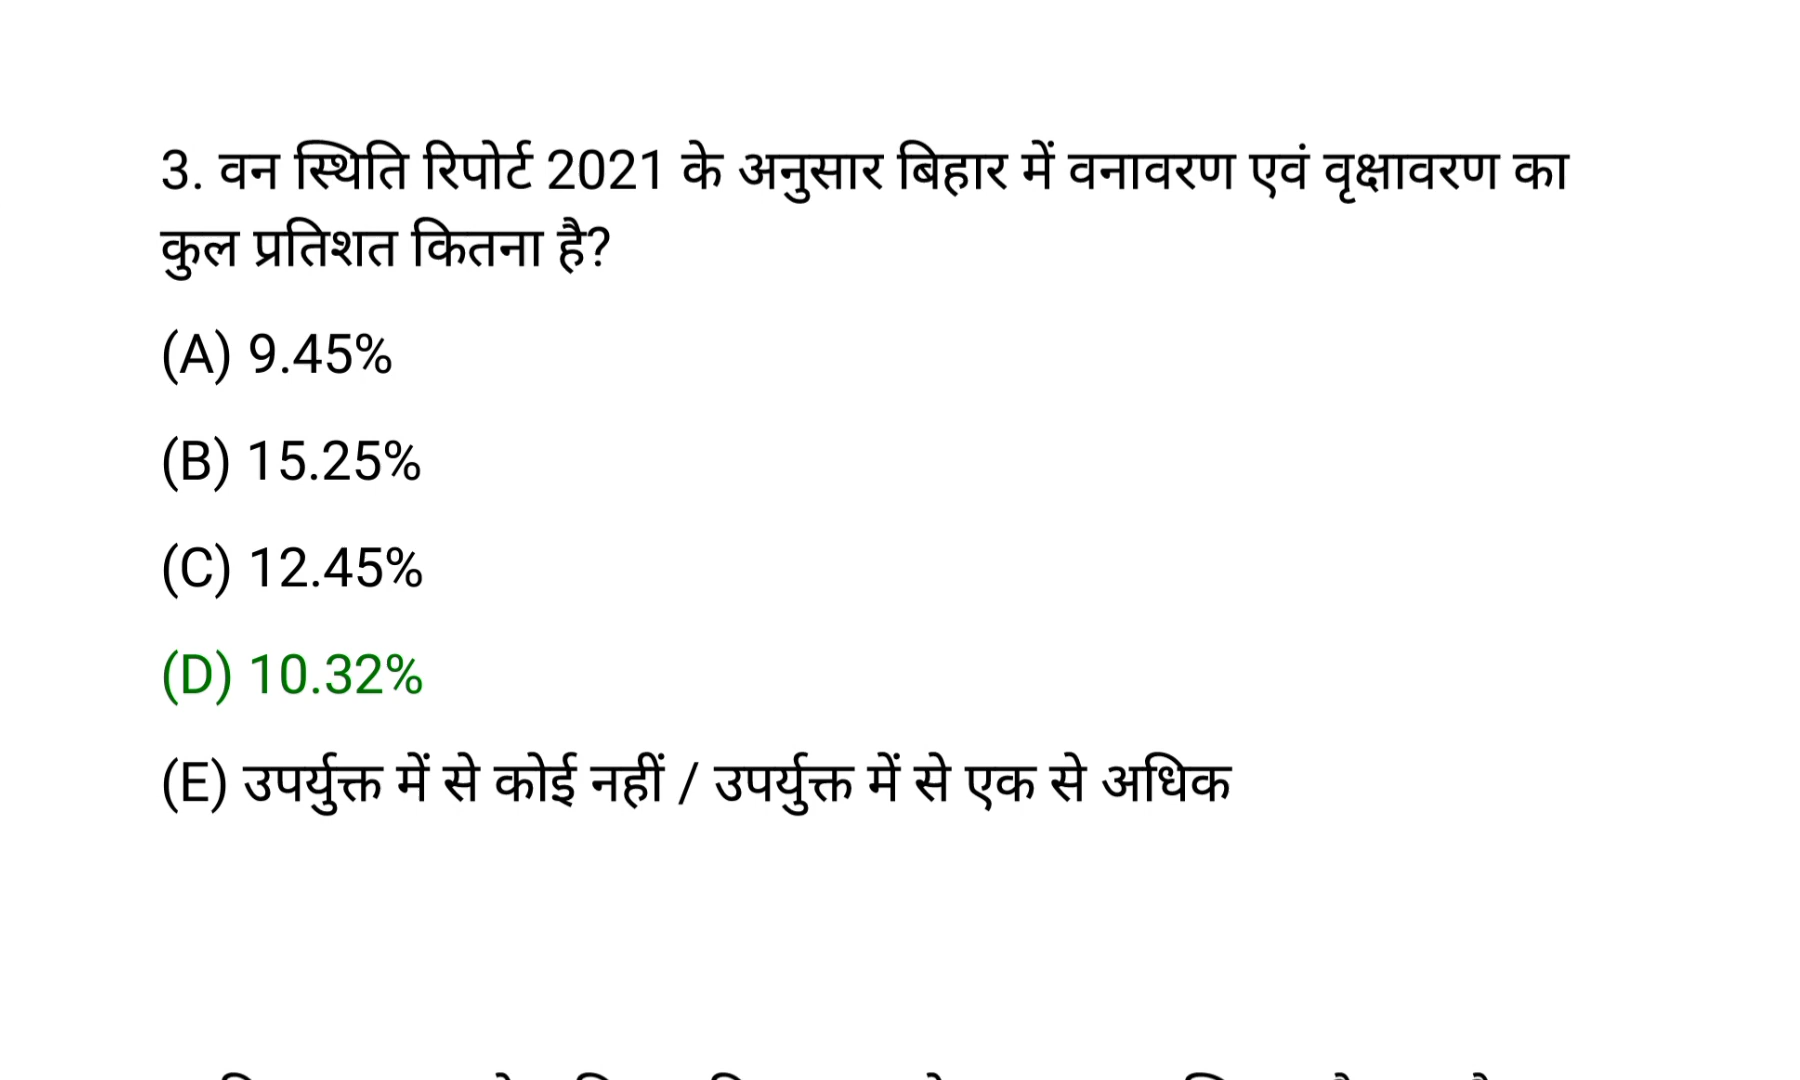 3. वन स्थिति रिपोर्ट 2021 के अनुसार बिहार में वनावरण एवं वृक्षावरण का
कुल प्रतिशत कितना है?
(A) 9.45%
(B) 15.25%
(C) 12.45%
(D) 10.32%
(E) उपर्युक्त में से कोई नहीं / उपर्युक्त में से एक से अधिक